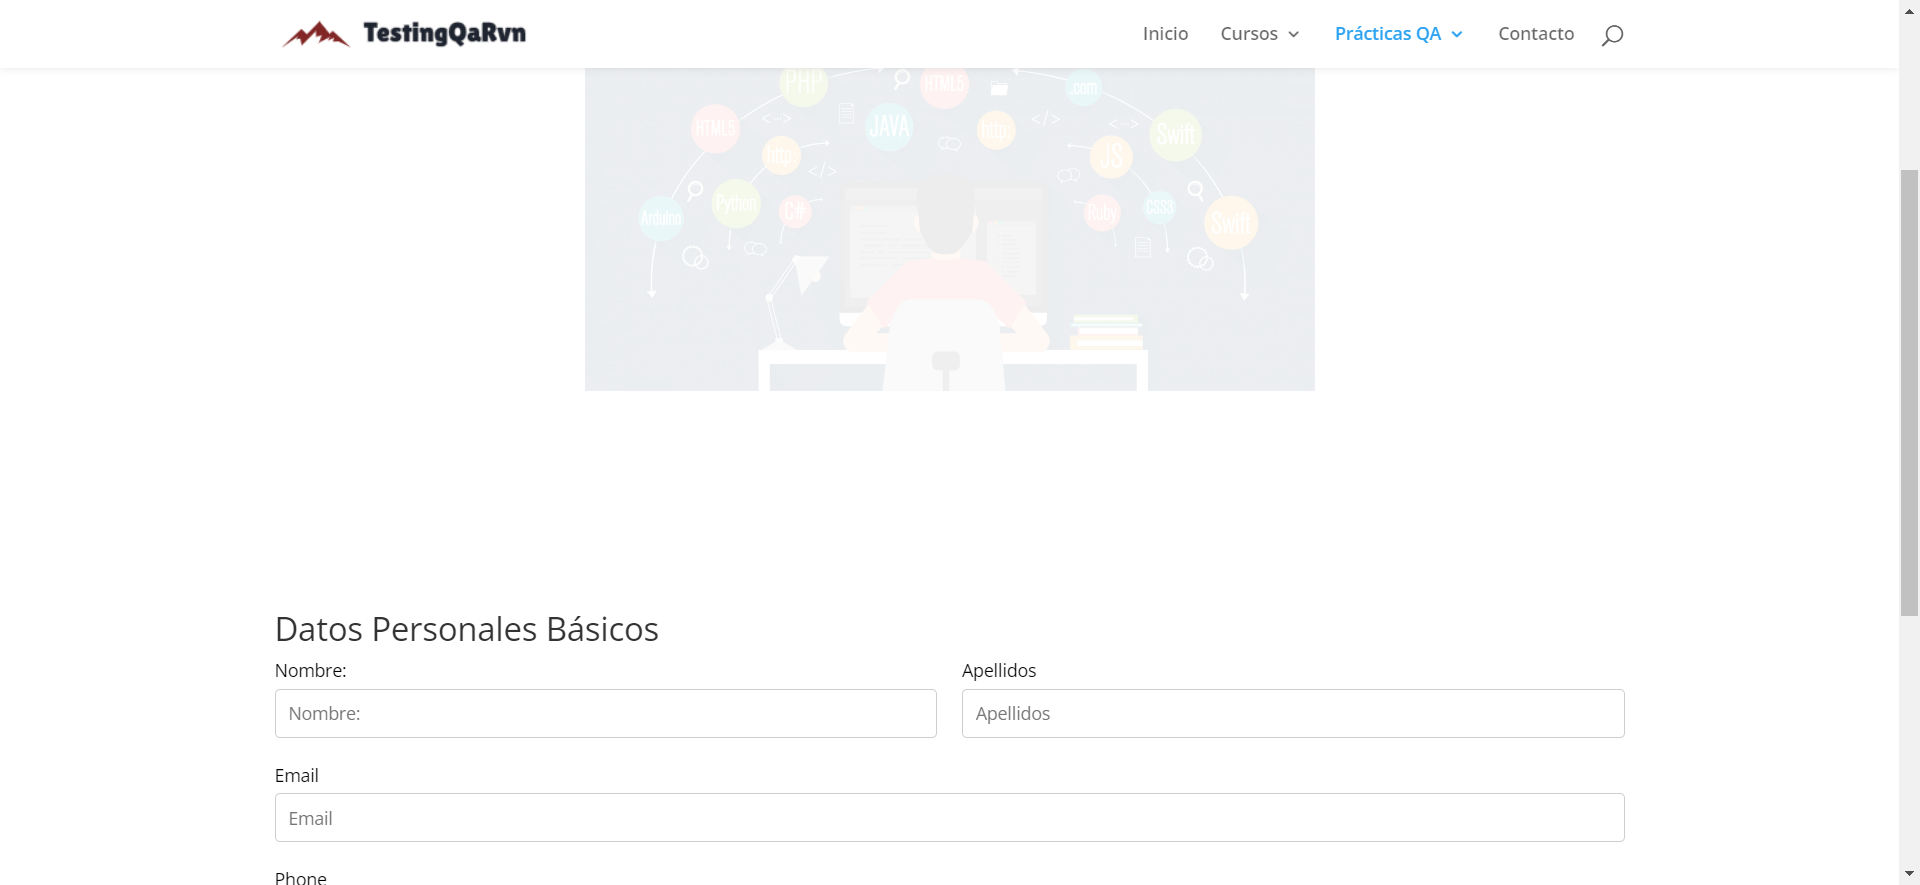 TestingQaRvn
Inicio Cursos Prácticas QA Contacto
PHP HTML5 .com
HTML5 JAVA http: Swift
http: JS
Arduino Python C# Ruby CSS3 Swift
Datos Personales Básicos
Nombre: Apellidos
Nombre: Apellidos
Email
Email
Phone